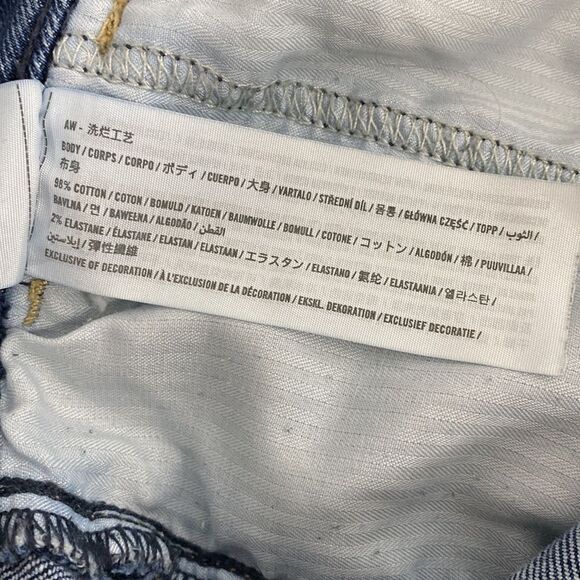 AW - 洗烂工艺
BODY / CORPS / CORPO / ボディ / CUERPO / 大身 / VARTALO / STŘEDNÍ DÍL / 몸통 / GŁÓWNA CZĘŚĆ / TOPP / الثوب /
布身
98% COTTON / COTON / BOMULD / KATOEN / BAUMWOLLE / BOMULL / COTONE / コットン / ALGODÓN / 棉 / PUUVILLAA /
BAVLNA / 면 / BAWEŁNA / ALGODÃO / القطن /
2% ELASTANE / ÉLASTANE / ELASTAN / ELASTAAN / エラスタン / ELASTANO / 氨纶 / ELASTAANIA / 엘라스탄 /
إيلاستين / 彈性纖維
EXCLUSIVE OF DECORATION / À L'EXCLUSION DE LA DÉCORATION / EKSKL. DEKORATION / EXCLUSIEF DECORATIE /